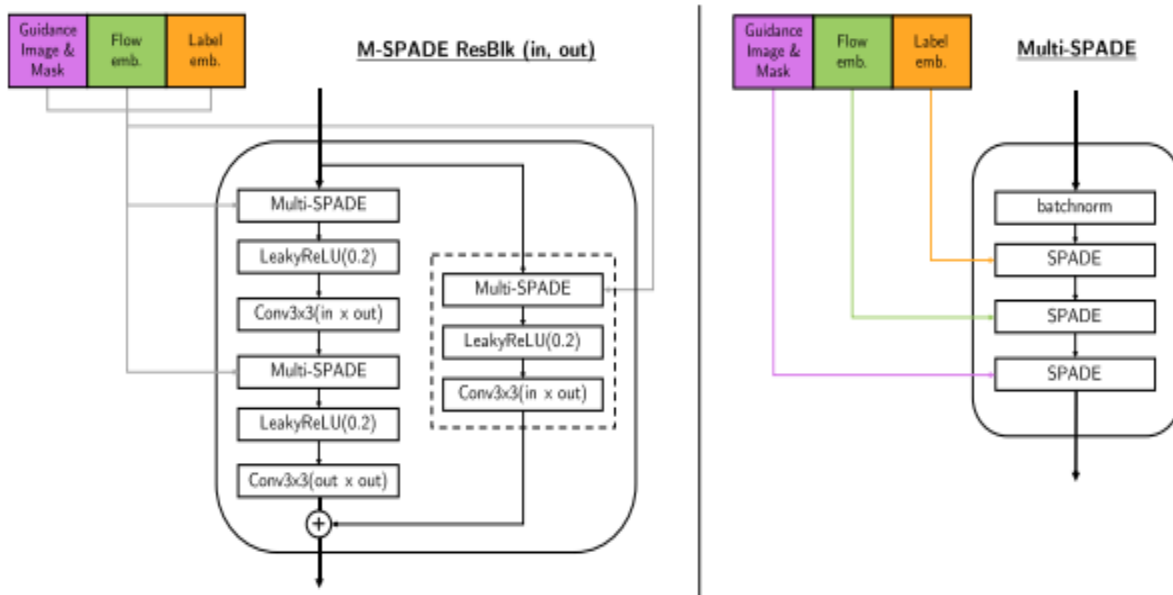 Guidance
Image &
Mask
Flow
emb.
Label
emb.
M-SPADE ResBlk (in, out)
Multi-SPADE
LeakyReLU(0.2)
Conv3x3(in x out)
Multi-SPADE
LeakyReLU(0.2)
Conv3x3(out x out)
+
Multi-SPADE
LeakyReLU(0.2)
Conv3x3(in x out)
Guidance
Image &
Mask
Flow
emb.
Label
emb.
Multi-SPADE
batchnorm
SPADE
SPADE
SPADE